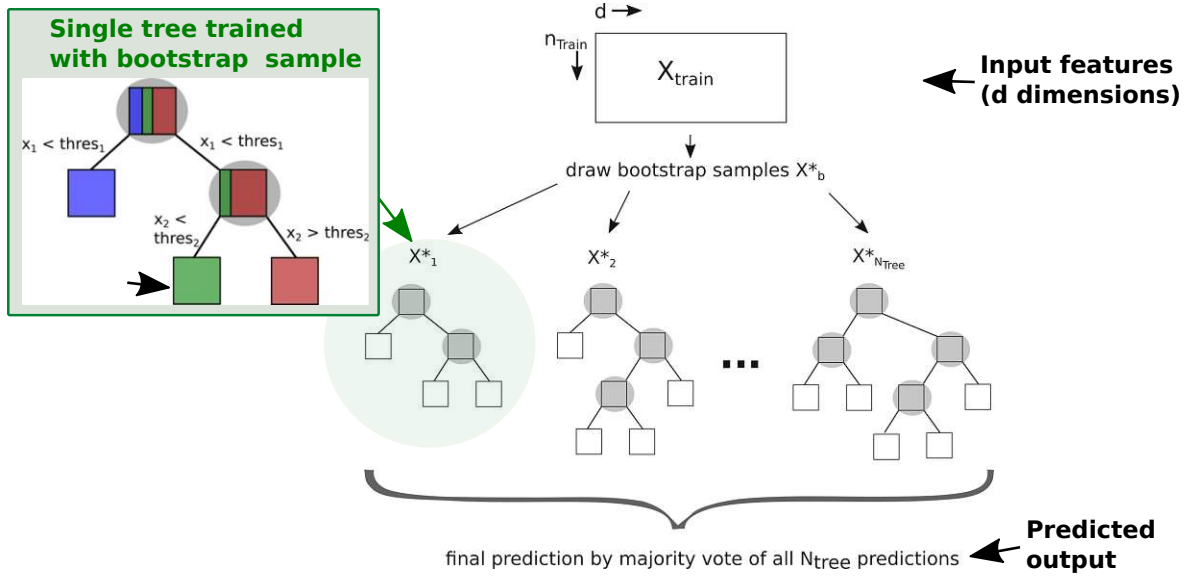 Single tree trained
with bootstrap sample
x1 < thres1
x1 < thres1
x2 <
thres2
x2 > thres2
d
nTrain
Xtrain
Input features
(d dimensions)
draw bootstrap samples X*b
X*1
X*2
X*NTree
...
final prediction by majority vote of all Ntree predictions
Predicted
output